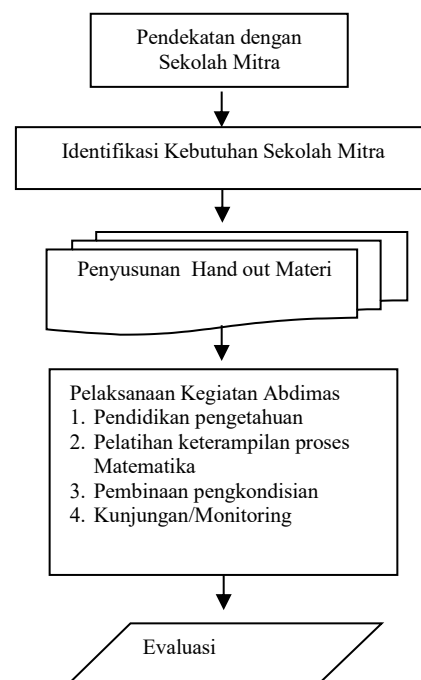 Pendekatan dengan
Sekolah Mitra
Identifikasi Kebutuhan Sekolah Mitra
Penyusunan Hand out Materi
Pelaksanaan Kegiatan Abdimas
1. Pendidikan pengetahuan
2. Pelatihan keterampilan proses
Matematika
3. Pembinaan pengkondisian
4. Kunjungan/Monitoring
Evaluasi